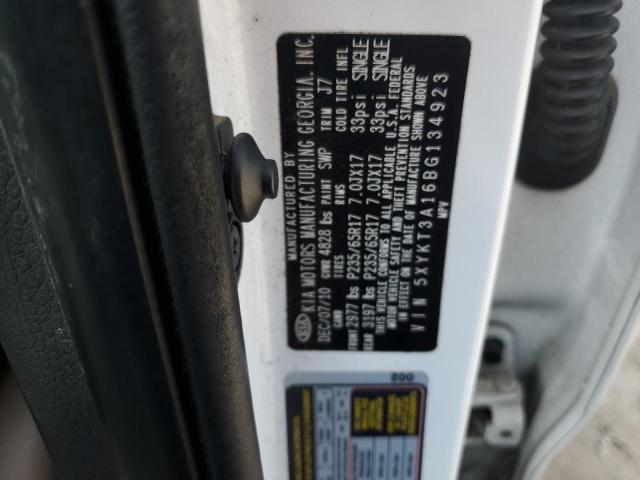 MANUFACTURED BY
KIA KIA MOTORS MANUFACTURING GEORGIA, INC.
DEC/07/10 GVWR 4828 lbs PAINT SWP TRIM J7
GAWR TIRES RIMS COLD TIRE INFL
FRONT 2977 lbs P235/65R17 7.0JX17 33psi SINGLE
REAR 3197 lbs P235/65R17 7.0JX17 33psi SINGLE
THIS VEHICLE CONFORMS TO ALL APPLICABLE U.S.A. FEDERAL
MOTOR VEHICLE SAFETY AND THEFT PREVENTION STANDARDS
IN EFFECT ON THE DATE OF MANUFACTURE SHOWN ABOVE
VIN 5XYKT3A16BG134923
MPV
002